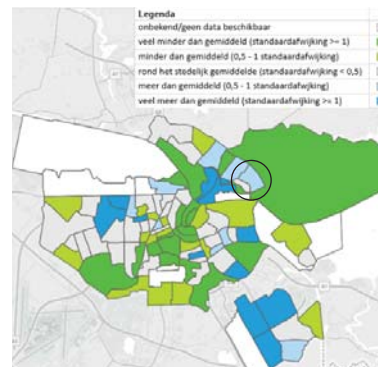 Legenda
onbekend/geen data beschikbaar
veel minder dan gemiddeld (standaardafwijking >= 1)
minder dan gemiddeld (0,5 - 1 standaardafwijking)
rond het stedelijk gemiddelde (standaardafwijking < 0,5)
meer dan gemiddeld (0,5 - 1 standaardafwijking)
veel meer dan gemiddeld (standaardafwijking >= 1)